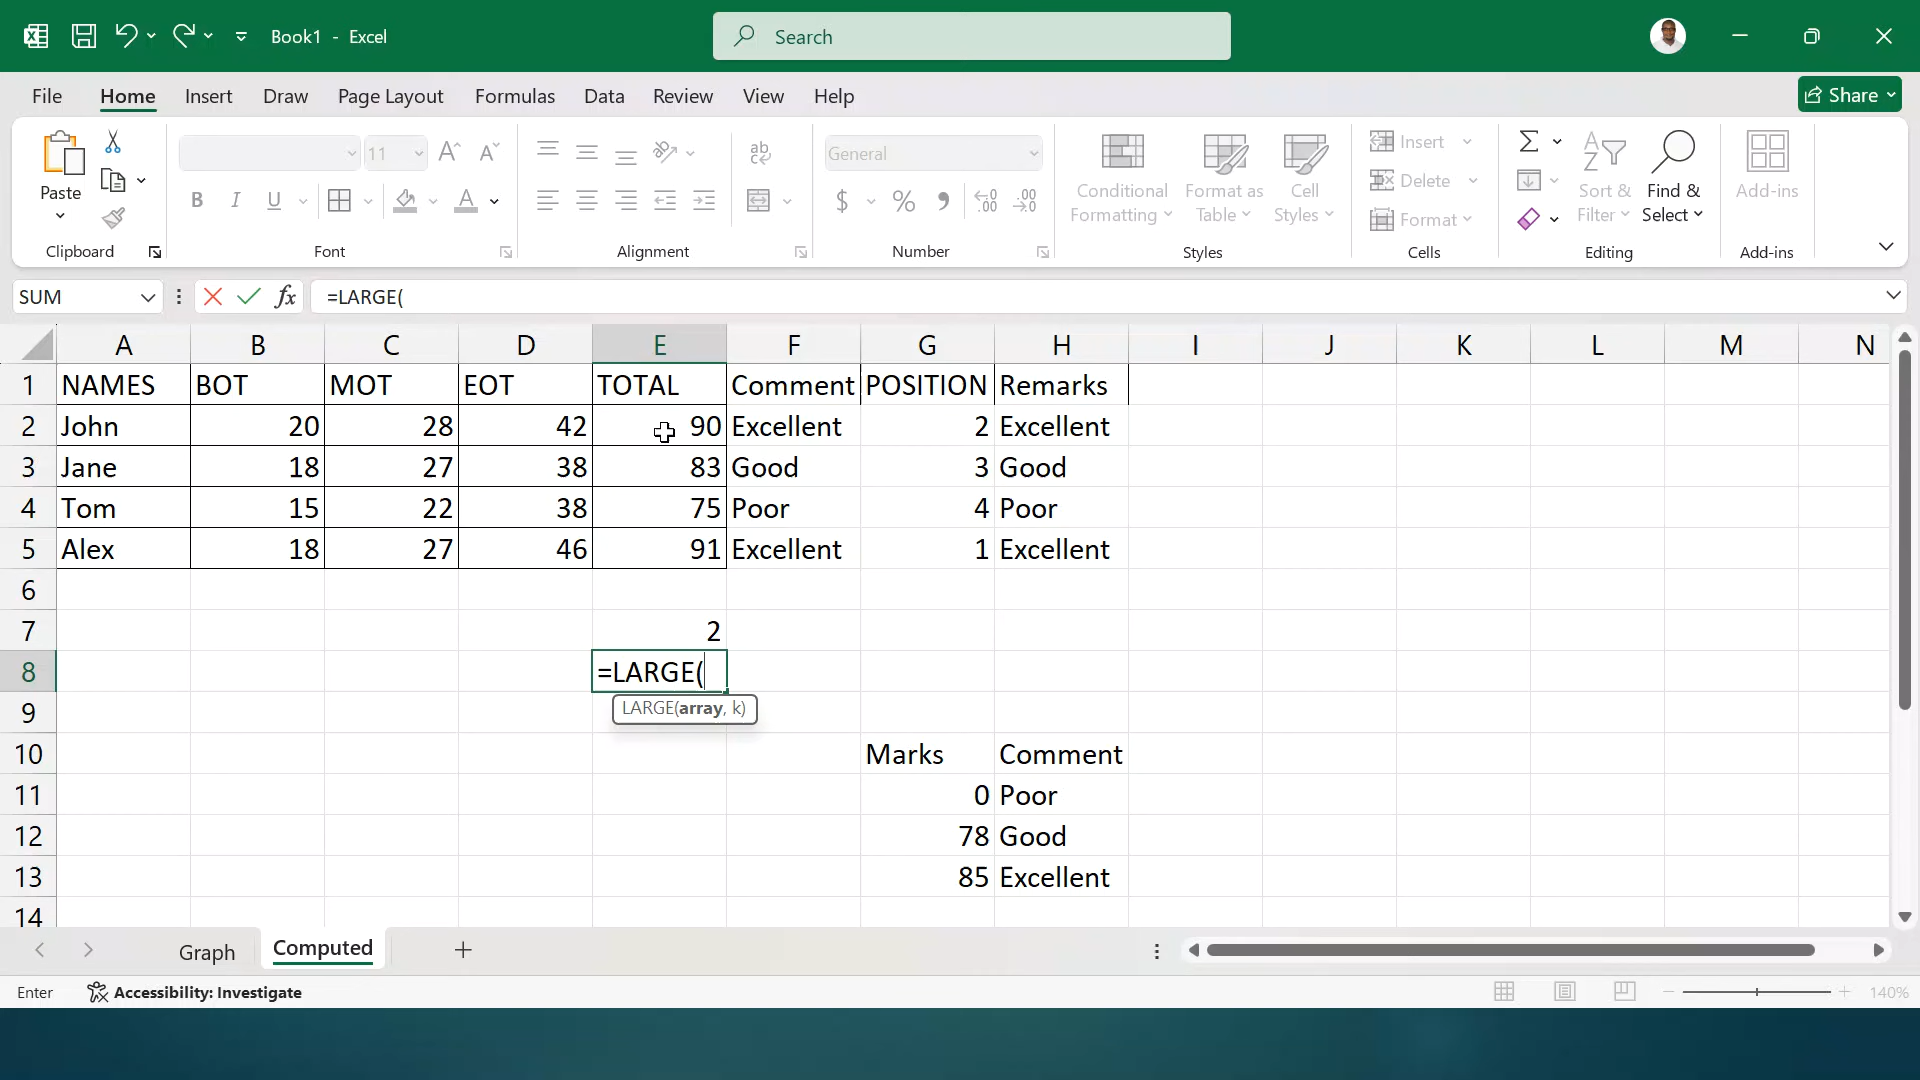 Book1 - Excel
Search
File Home Insert Draw Page Layout Formulas Data Review View Help
Share
Paste
Clipboard
11
B I U A
Font
ab
Alignment
General
$ % 9
Number
Conditional Formatting
Format as Table
Cell Styles
Styles
Insert
Delete
Format
Cells
Sort & Filter
Find & Select
Editing
Add-ins
Add-ins
SUM fx =LARGE(
A B C D E F G H I J K L M N
1 NAMES BOT MOT EOT TOTAL Comment POSITION Remarks
2 John 20 28 42 90 Excellent 2 Excellent
3 Jane 18 27 38 83 Good 3 Good
4 Tom 15 22 38 75 Poor 4 Poor
5 Alex 18 27 46 91 Excellent 1 Excellent
6
7 2
8 =LARGE(
LARGE(array, k)
9
10 Marks Comment
11 0 Poor
12 78 Good
13 85 Excellent
14
Graph Computed
Enter Accessibility: Investigate 140%